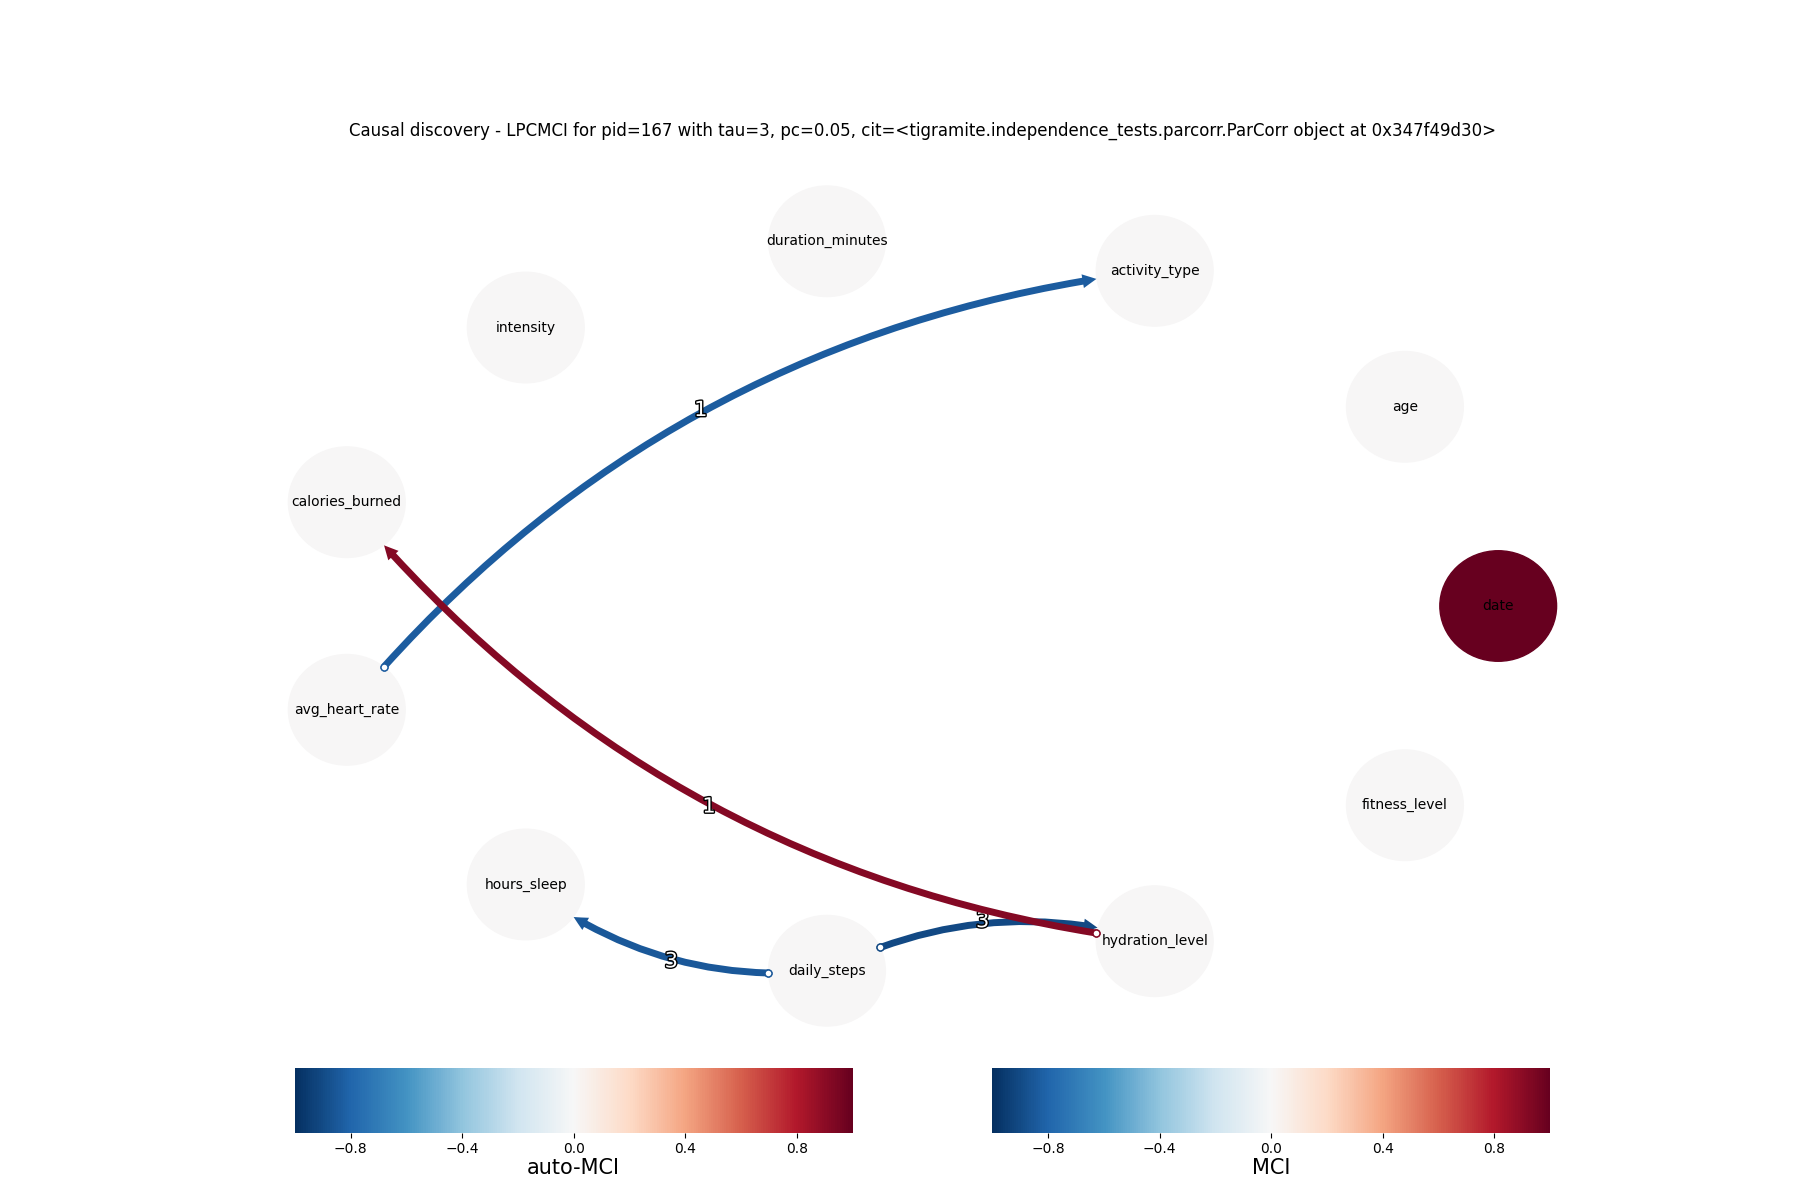 Causal discovery - LPCMCI for pid=167 with tau=3, pc=0.05, cit=<tigramite.independence_tests.parcorr.ParCorr object at 0x347f49d30>
duration_minutes
activity_type
intensity
age
1
calories_burned
date
avg_heart_rate
1
fitness_level
hours_sleep
3
hydration_level
3
daily_steps
−0.8 −0.4 0.0 0.4 0.8
auto-MCI
−0.8 −0.4 0.0 0.4 0.8
MCI